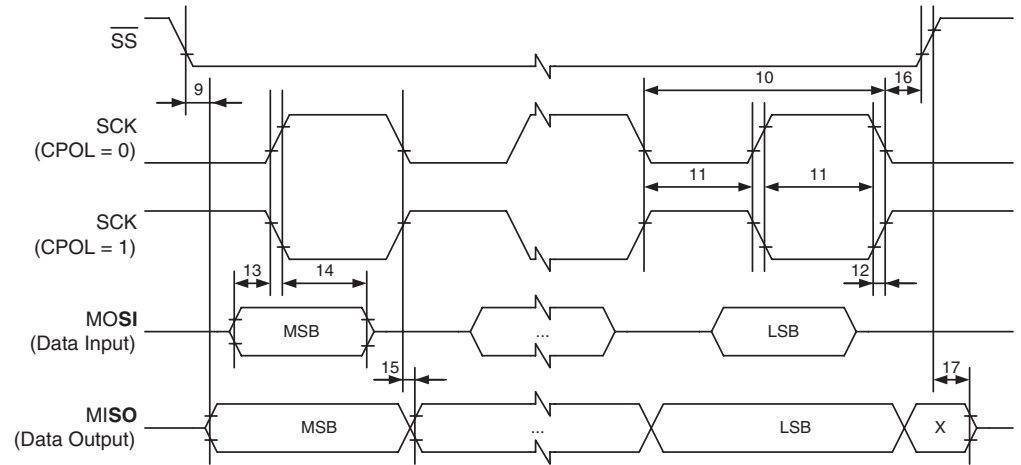 SS
9
10
16
SCK
(CPOL = 0)
11
11
SCK
(CPOL = 1)
13
14
12
MOSI
(Data Input)
MSB
...
LSB
15
17
MISO
(Data Output)
MSB
...
LSB
X